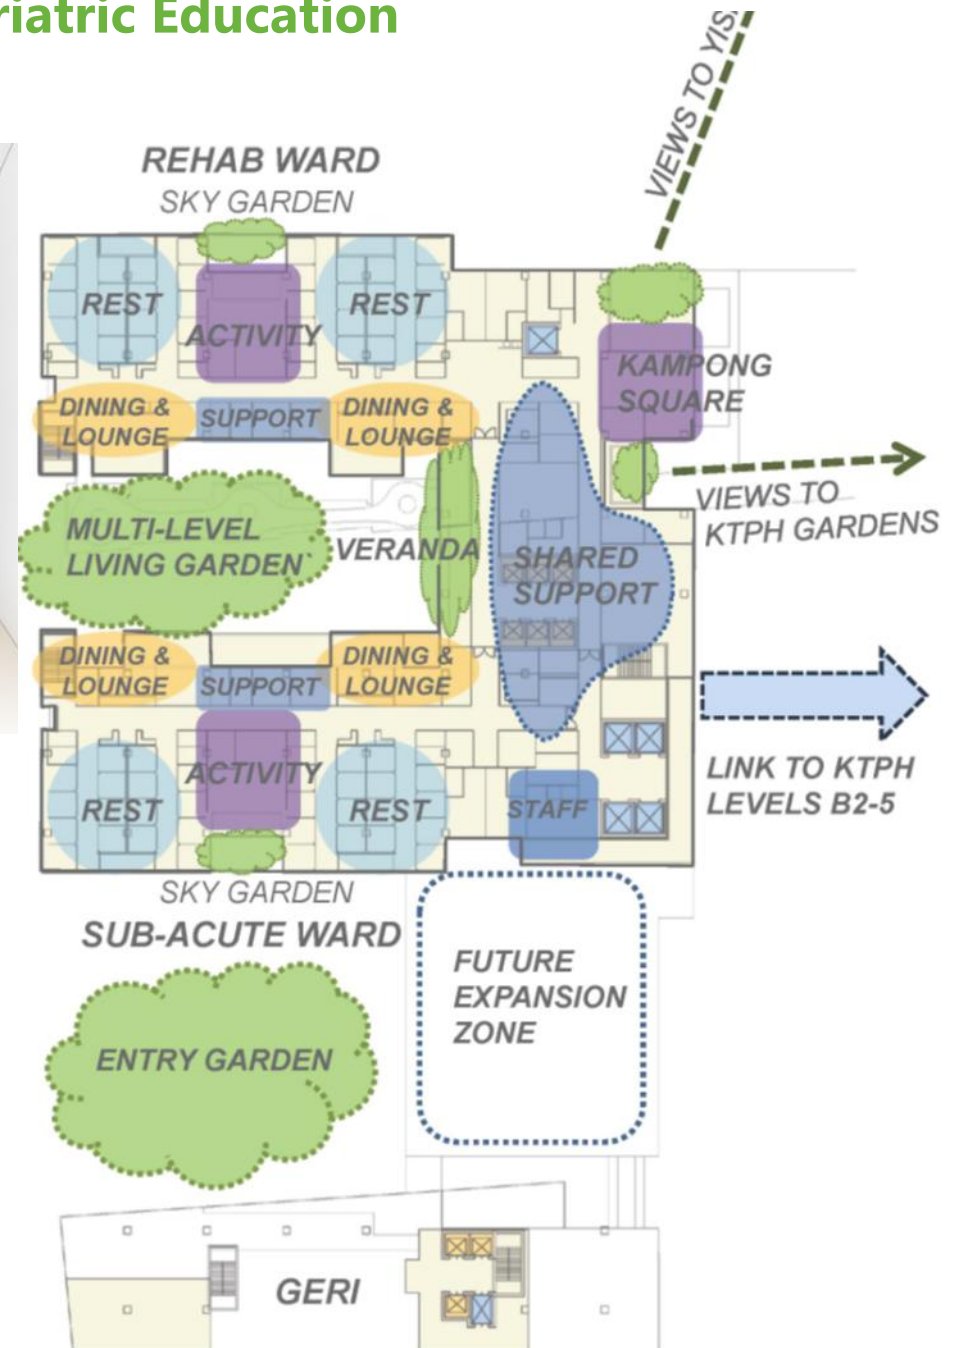 Education
VIEWS TO
REHAB WARD
SKY GARDEN
REST
REST
ACTIVITY
KAMPONG
SQUARE
DINING &
LOUNGE
SUPPORT
DINING &
LOUNGE
VIEWS TO
KTPH GARDENS
MULTI-LEVEL
LIVING GARDEN
VERANDA
SHARED
SUPPORT
DINING &
LOUNGE
SUPPORT
DINING &
LOUNGE
ACTIVITY
LINK TO KTPH
LEVELS B2-5
REST
REST
STAFF
SKY GARDEN
SUB-ACUTE WARD
FUTURE
EXPANSION
ZONE
ENTRY GARDEN
GERI